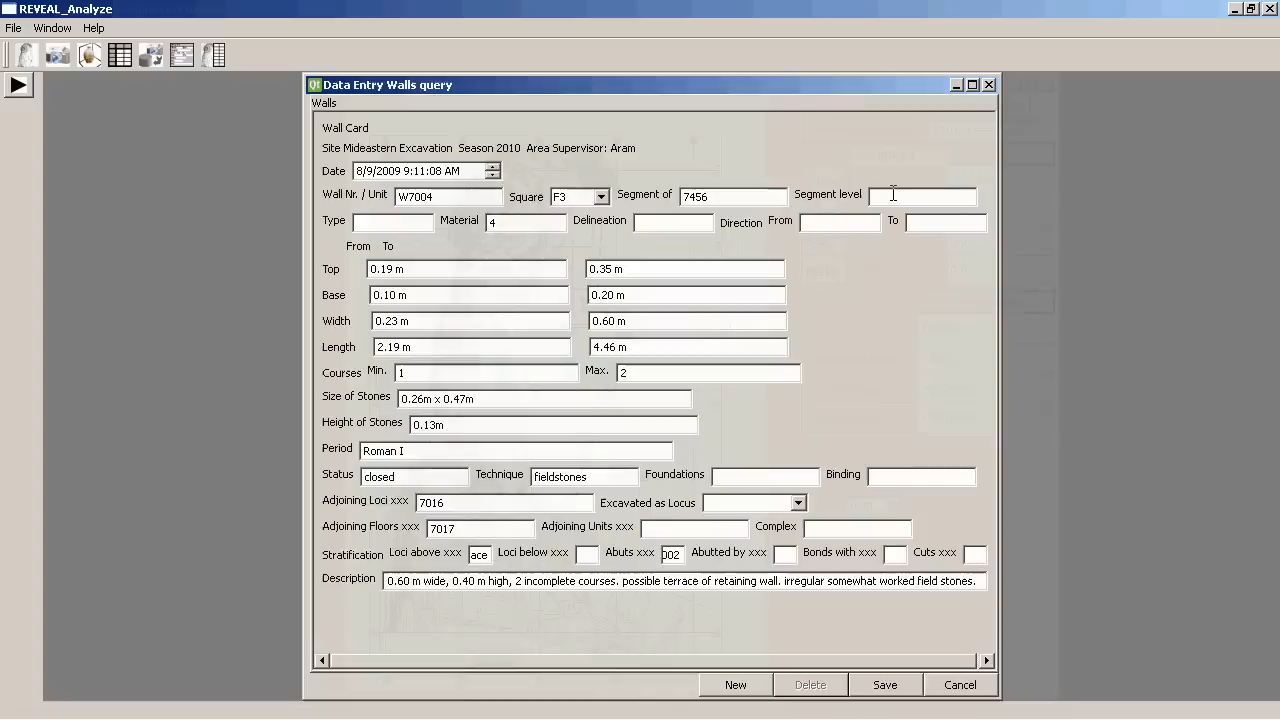 REVEAL_Analyze
File Window Help
Qt Data Entry Walls query
Walls
Wall Card
Site Mideastern Excavation Season 2010 Area Supervisor: Aram
Date 8/9/2009 9:11:08 AM
Wall Nr. / Unit W7004 Square F3 Segment of 7456 Segment level
Type Material 4 Delineation Direction From To
From To
Top 0.19 m 0.35 m
Base 0.10 m 0.20 m
Width 0.23 m 0.60 m
Length 2.19 m 4.46 m
Courses Min. 1 Max. 2
Size of Stones 0.26m x 0.47m
Height of Stones 0.13m
Period Roman I
Status closed Technique fieldstones Foundations Binding
Adjoining Loci xxx 7016 Excavated as Locus
Adjoining Floors xxx 7017 Adjoining Units xxx Complex
Stratification Loci above xxx ace Loci below xxx Abuts xxx 002 Abutted by xxx Bonds with xxx Cuts xxx
Description 0.60 m wide, 0.40 m high, 2 incomplete courses. possible terrace of retaining wall. irregular somewhat worked field stones.
New Delete Save Cancel